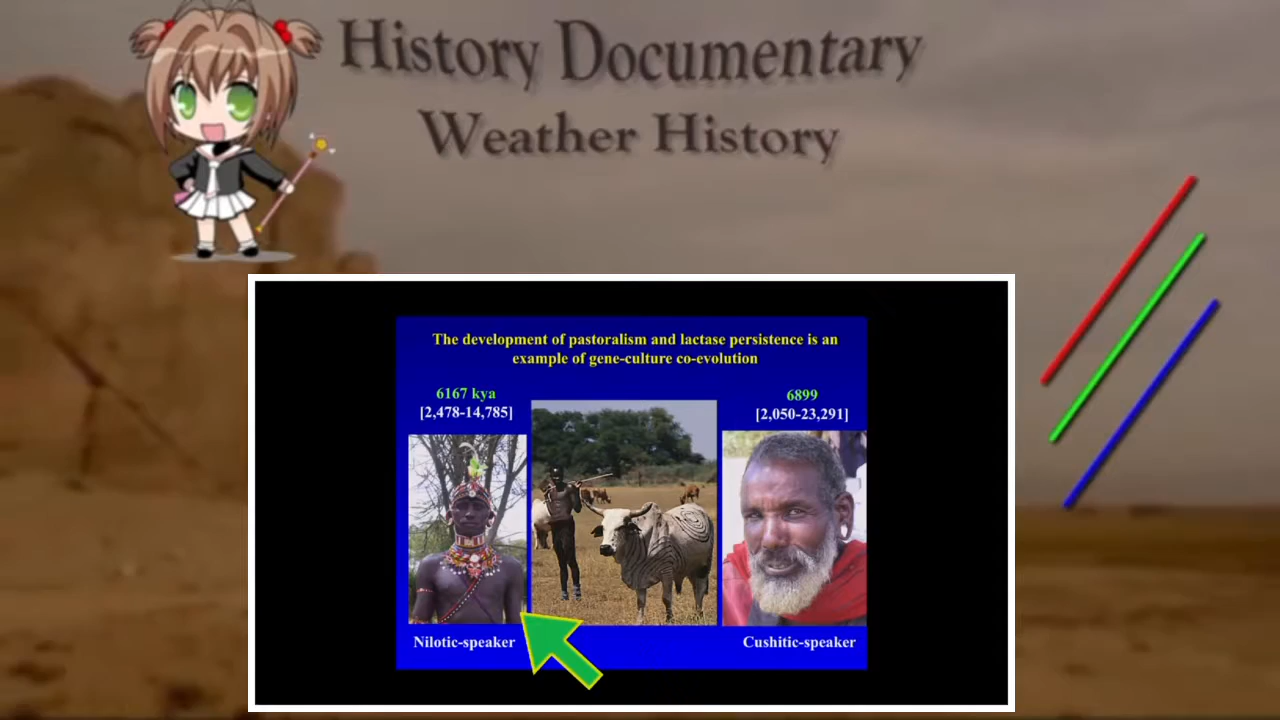 History Documentary
Weather History
The development of pastoralism and lactase persistence is an
example of gene-culture co-evolution
6167 kya
[2,478-14,785]
6899
[2,050-23,291]
Nilotic-speaker
Cushitic-speaker